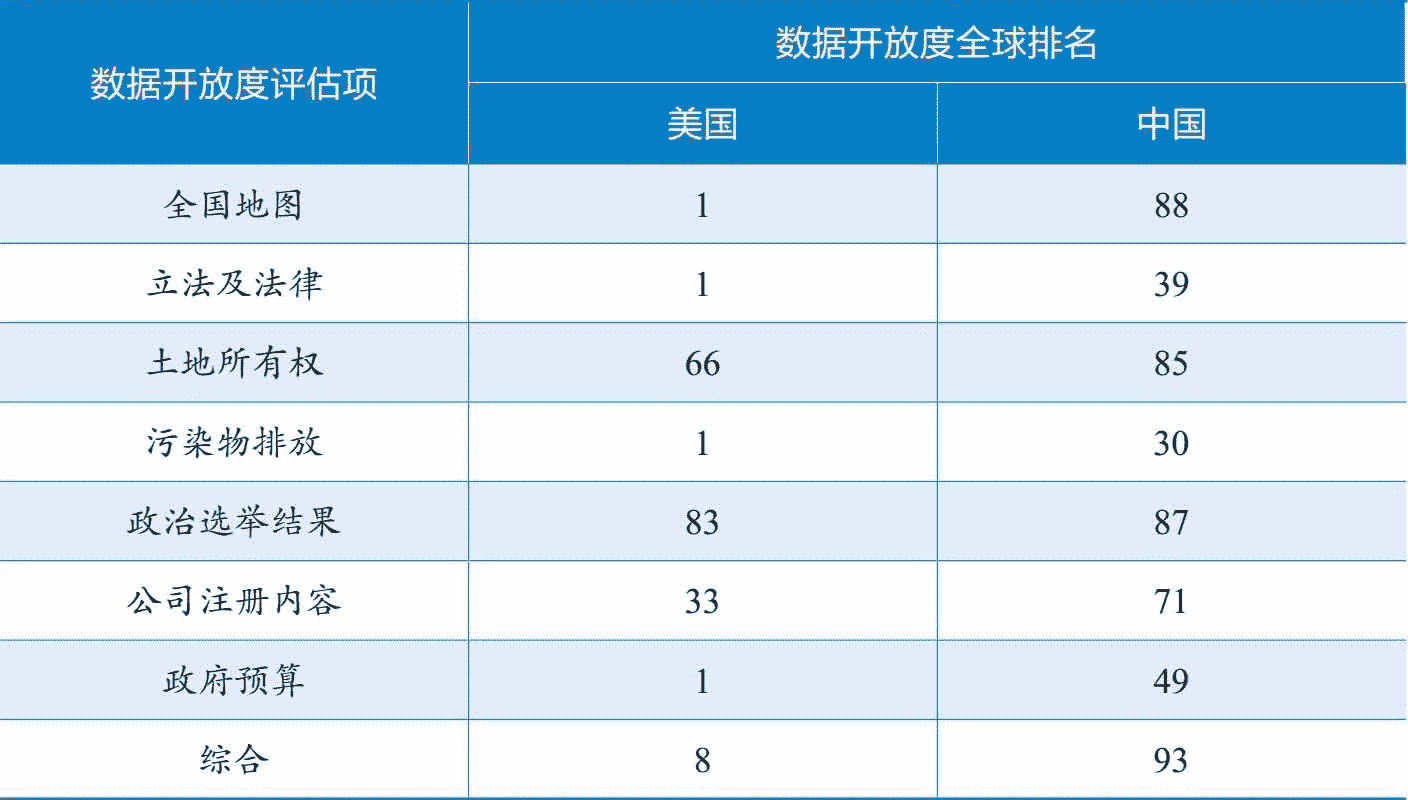 数据开放度评估项
数据开放度全球排名
美国
中国
全国地图 1 88
立法及法律 1 39
土地所有权 66 85
污染物排放 1 30
政治选举结果 83 87
公司注册内容 33 71
政府预算 1 49
综合 8 93